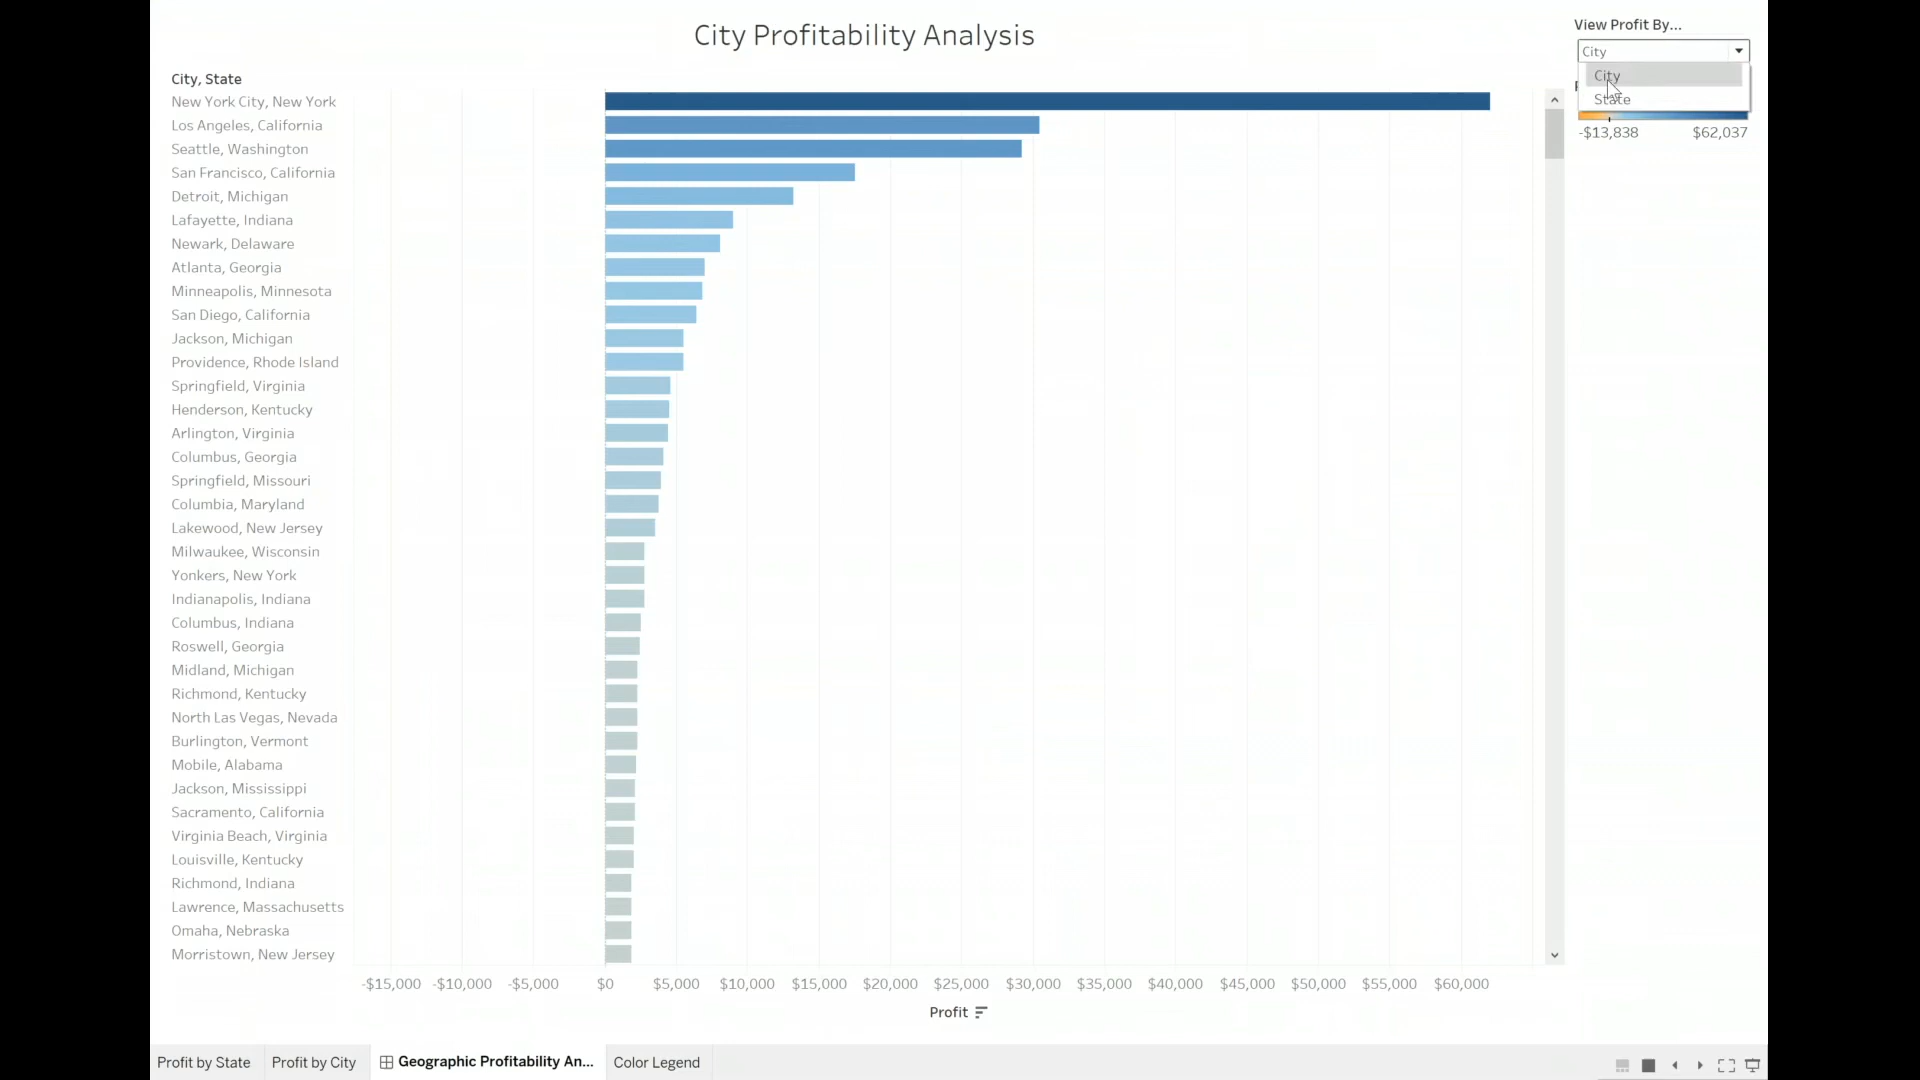 City Profitability Analysis
View Profit By...
City
City
State
-$13,838 $62,037
City, State
New York City, New York
Los Angeles, California
Seattle, Washington
San Francisco, California
Detroit, Michigan
Lafayette, Indiana
Newark, Delaware
Atlanta, Georgia
Minneapolis, Minnesota
San Diego, California
Jackson, Michigan
Providence, Rhode Island
Springfield, Virginia
Henderson, Kentucky
Arlington, Virginia
Columbus, Georgia
Springfield, Missouri
Columbia, Maryland
Lakewood, New Jersey
Milwaukee, Wisconsin
Yonkers, New York
Indianapolis, Indiana
Columbus, Indiana
Roswell, Georgia
Midland, Michigan
Richmond, Kentucky
North Las Vegas, Nevada
Burlington, Vermont
Mobile, Alabama
Jackson, Mississippi
Sacramento, California
Virginia Beach, Virginia
Louisville, Kentucky
Richmond, Indiana
Lawrence, Massachusetts
Omaha, Nebraska
Morristown, New Jersey
-$15,000 -$10,000 -$5,000 $0 $5,000 $10,000 $15,000 $20,000 $25,000 $30,000 $35,000 $40,000 $45,000 $50,000 $55,000 $60,000
Profit
Profit by State Profit by City Geographic Profitability An... Color Legend